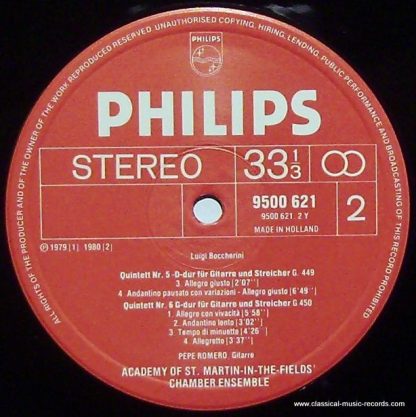 ALL RIGHTS OF THE PRODUCER AND OF THE OWNER OF THE WORK REPRODUCED RESERVED. UNAUTHORISED COPYING, HIRING, LENDING, PUBLIC PERFORMANCE AND BROADCASTING OF THIS RECORD PROHIBITED
PHILIPS
PHILIPS
STEREO 33 1/3
9500 621
9500 621.2 Y
MADE IN HOLLAND
2
Ⓟ 1979|1| 1980|2|
Luigi Boccherini
Quintett Nr. 5 -D-dur für Gitarre und Streicher G. 449
3 Allegro giusto |2'07''|
4 Andantino pausato con variazioni - Allegro giusto |6'49''|
Quintett Nr. 6 G-dur für Gitarre und Streicher G 450
1 Allegro con vivacità |5'58''|
2 Andantino lento |3'02''|
3 Tempo di minuetto |4'26''|
4 Allegretto |3'37''|
PEPE ROMERO Gitarre
ACADEMY OF ST. MARTIN-IN-THE-FIELDS'
CHAMBER ENSEMBLE
www.classical-music-records.com